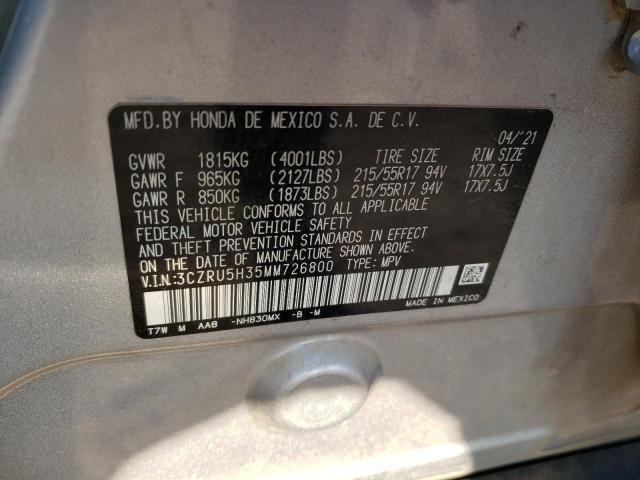 MFD.BY HONDA DE MEXICO S.A. DE C.V.
04/'21
GVWR 1815KG (4001LBS) TIRE SIZE RIM SIZE
GAWR F 965KG (2127LBS) 215/55R17 94V 17X7.5J
GAWR R 850KG (1873LBS) 215/55R17 94V 17X7.5J
THIS VEHICLE CONFORMS TO ALL APPLICABLE
FEDERAL MOTOR VEHICLE SAFETY
AND THEFT PREVENTION STANDARDS IN EFFECT
ON THE DATE OF MANUFACTURE SHOWN ABOVE.
V.I.N.:3CZRU5H35MM726800 TYPE: MPV
MADE IN MEXICO
T7W M AA8 -NH830MX -B -M